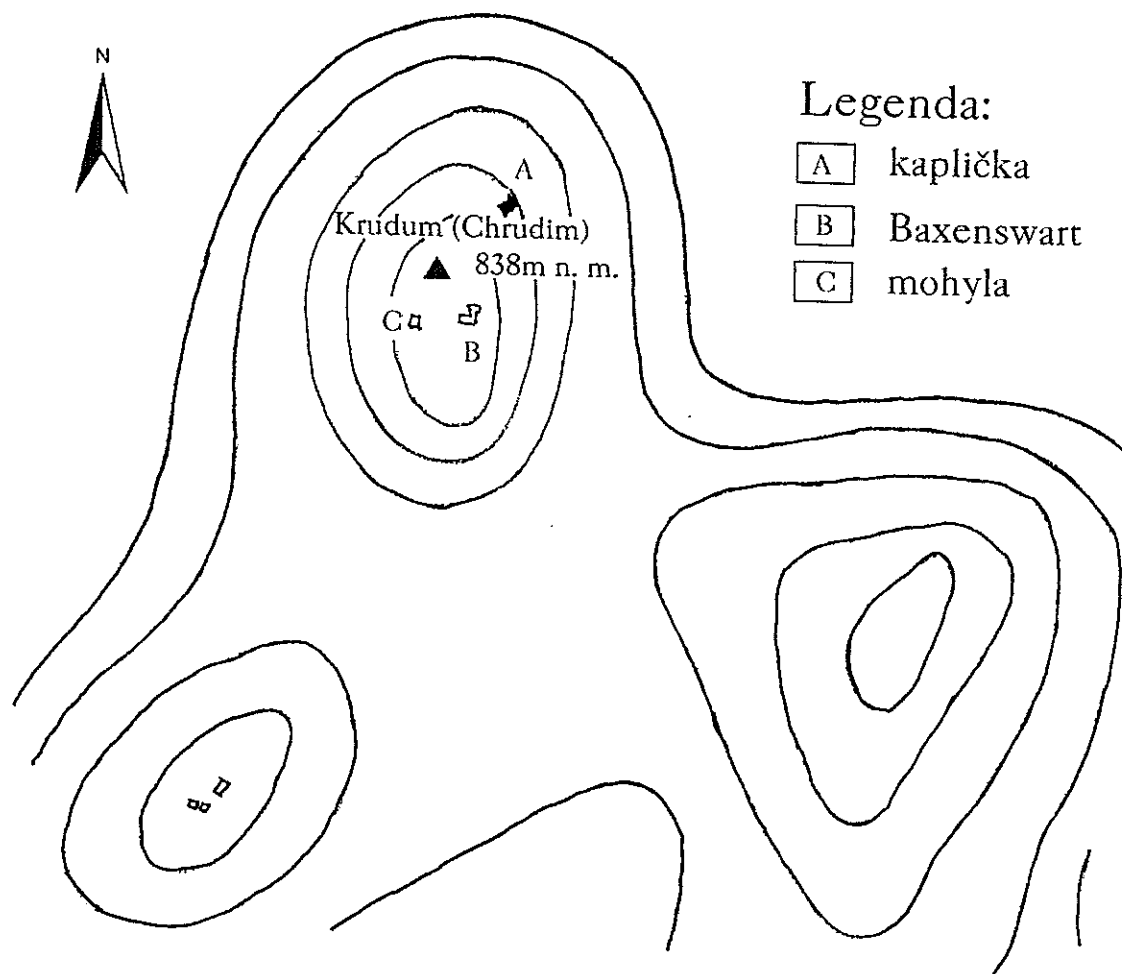 N
Legenda:
A kaplička
B Baxenswart
C mohyla
A
Krudum (Chrudim)
838m n. m.
C
B